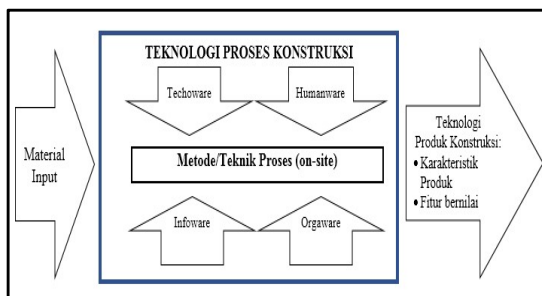 TEKNOLOGI PROSES KONSTRUKSI
Techoware
Humanware
Material
Input
Metode/Teknik Proses (on-site)
Infoware
Orgaware
Teknologi
Produk Konstruksi:
• Karakteristik
Produk
• Fitur bernilai